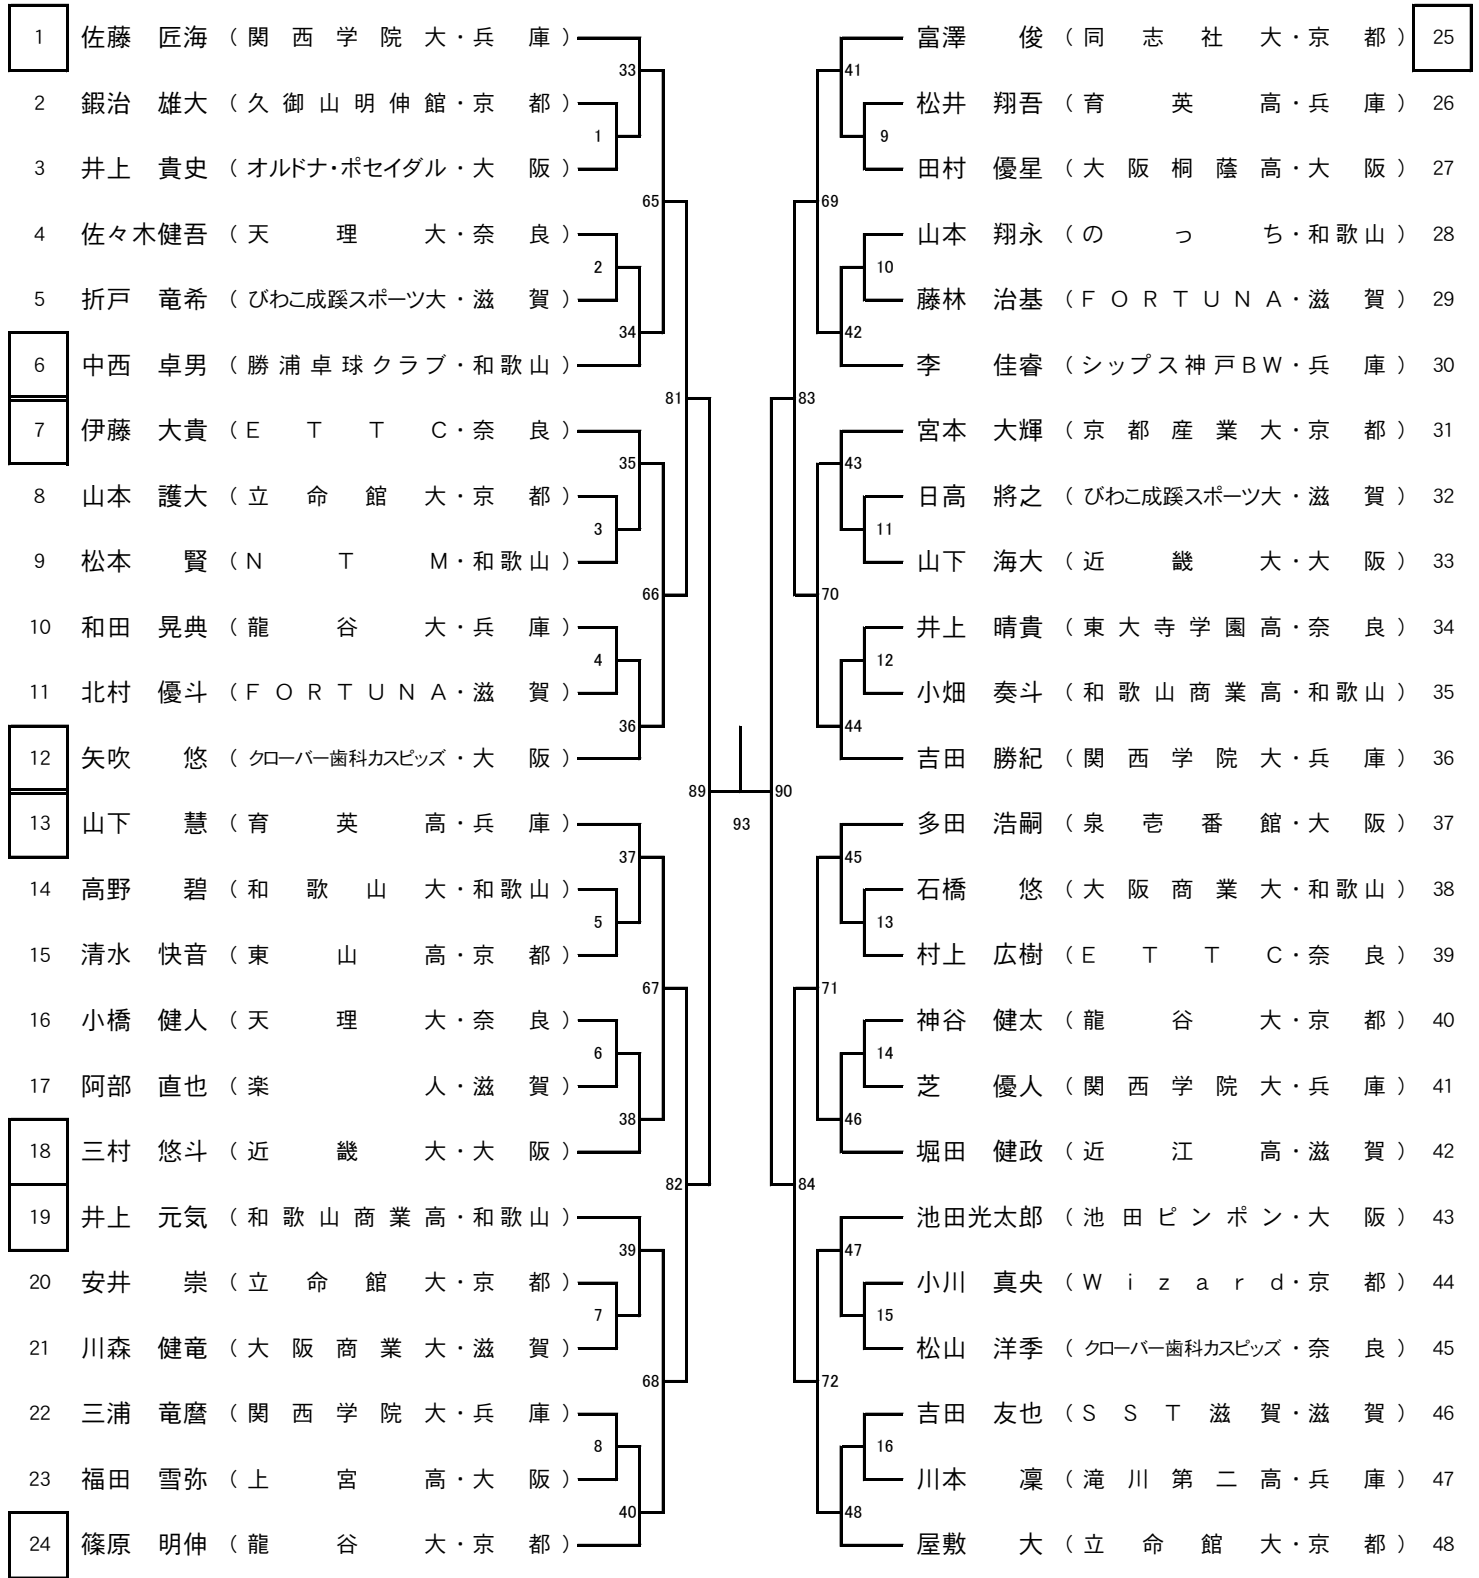 1 佐藤 匠海 (関西学院大・兵庫)
33
2 鍜治 雄大 (久御山明伸館・京都)
1
3 井上 貴史 (オルドナ・ポセイダル・大阪)
65
4 佐々木健吾 (天理大・奈良)
2
5 折戸 竜希 (びわこ成蹊スポーツ大・滋賀)
34
6 中西 卓男 (勝浦卓球クラブ・和歌山)
81
7 伊藤 大貴 (ETTC・奈良)
35
8 山本 護大 (立命館大・京都)
3
9 松本 賢 (NTM・和歌山)
66
10 和田 晃典 (龍谷大・兵庫)
4
11 北村 優斗 (FORTUNA・滋賀)
36
12 矢吹 悠 (クローバー歯科カスピッズ・大阪)
89
13 山下 慧 (育英高・兵庫)
37
14 高野 碧 (和歌山大・和歌山)
5
15 清水 快音 (東山高・京都)
67
16 小橋 健人 (天理大・奈良)
6
17 阿部 直也 (楽人・滋賀)
38
18 三村 悠斗 (近畿大・大阪)
82
19 井上 元気 (和歌山商業高・和歌山)
39
20 安井 崇 (立命館大・京都)
7
21 川森 健竜 (大阪商業大・滋賀)
68
22 三浦 竜麿 (関西学院大・兵庫)
8
23 福田 雪弥 (上宮高・大阪)
40
24 篠原 明伸 (龍谷大・京都)
93
富澤 俊 (同志社大・京都) 25
41
松井 翔吾 (育英高・兵庫) 26
9
田村 優星 (大阪桐蔭高・大阪) 27
69
山本 翔永 (のっち・和歌山) 28
10
藤林 治基 (FORTUNA・滋賀) 29
42
李 佳睿 (シップス神戸BW・兵庫) 30
83
宮本 大輝 (京都産業大・京都) 31
43
日高 將之 (びわこ成蹊スポーツ大・滋賀) 32
11
山下 海大 (近畿大・大阪) 33
70
井上 晴貴 (東大寺学園高・奈良) 34
12
小畑 奏斗 (和歌山商業高・和歌山) 35
44
吉田 勝紀 (関西学院大・兵庫) 36
90
多田 浩嗣 (泉壱番館・大阪) 37
45
石橋 悠 (大阪商業大・和歌山) 38
13
村上 広樹 (ETTC・奈良) 39
71
神谷 健太 (龍谷大・京都) 40
14
芝 優人 (関西学院大・兵庫) 41
46
堀田 健政 (近江高・滋賀) 42
84
池田光太郎 (池田ピンポン・大阪) 43
47
小川 真央 (Wizard・京都) 44
15
松山 洋季 (クローバー歯科カスピッズ・奈良) 45
72
吉田 友也 (SST滋賀・滋賀) 46
16
川本 凜 (滝川第二高・兵庫) 47
48
屋敷 大 (立命館大・京都) 48